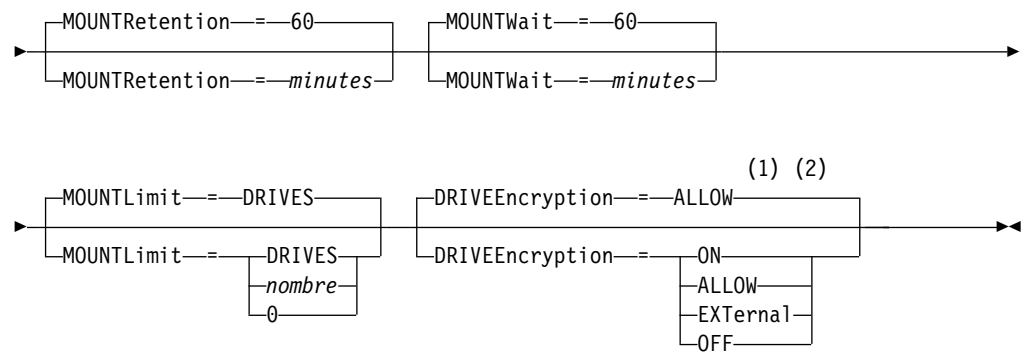 MOUNTRetention = 60 MOUNTWait = 60
MOUNTRetention = minutes MOUNTWait = minutes
(1) (2)
MOUNTLimit = DRIVES DRIVEEncryption = ALLOW
MOUNTLimit = DRIVES DRIVEEncryption = ON
nombre ALLOW
0 EXTernal
OFF